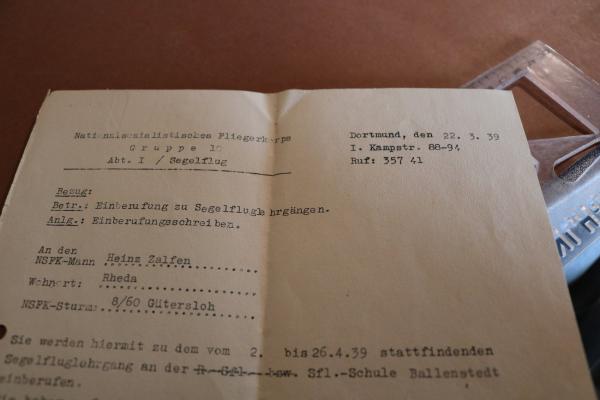 Nationalsozialistisches Fliegerkorps
Gruppe 10
Abt. I / Segelflug
Dortmund, den 22. 3. 39
I. Kampstr. 88-94
Ruf: 357 41
Bezug:
Betr.: Einberufung zu Segelfluglehrgängen.
Anlg.: Einberufungsschreiben.
An den
NSFK-Mann Heinz Zalfen
Wohnort: Rheda
NSFK-Sturm: 8/60 Gütersloh
Sie werden hiermit zu dem vom 2. bis 26.4.39 stattfindenden
Segelfluglehrgang an der R.-Sfl.- bzw. Sfl.-Schule Ballenstedt
einberufen.